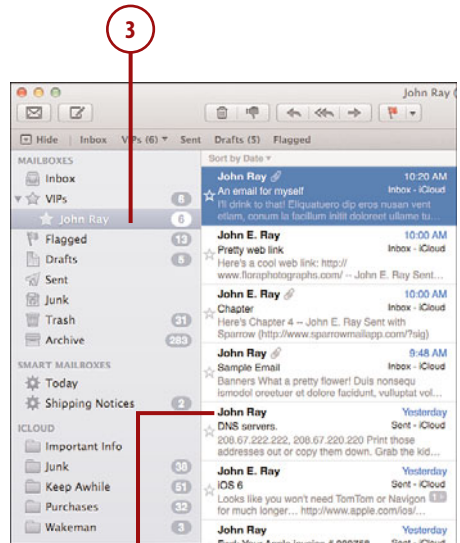 3
John Ray (
Hide Inbox VIPs (6) Sent Drafts (5) Flagged
MAILBOXES
Inbox
VIPs 6
John Ray 6
Flagged 13
Drafts 5
Sent
Junk
Trash 31
Archive 283
SMART MAILBOXES
Today
Shipping Notices 2
ICLOUD
Important Info
Junk 38
Keep Awhile 51
Purchases 32
Wakeman 3
Sort by Date
John Ray 10:20 AM
An email for myself Inbox - iCloud
I'll drink to that! Eliquatuero dip eros nusan vent
etiam, conum la facillum initit doloreet ullame tu...
John E. Ray 10:00 AM
Pretty web link Inbox - iCloud
Here's a cool web link: http://
www.floraphotographs.com/ -- John E. Ray Sent...
John E. Ray 10:00 AM
Chapter Inbox - iCloud
Here's Chapter 4 -- John E. Ray Sent with
Sparrow (http://www.sparrowmailapp.com/?sig)
John Ray 9:48 AM
Sample Email Inbox - iCloud
Banners What a pretty flower! Duis nonsequ
ismodol oreetuer et dolore facidunt, vulluptat vol...
John Ray Yesterday
DNS servers. Sent - iCloud
208.67.222.222, 208.67.220.220 Print those
addresses out or copy them down. Grab the kid...
John E. Ray Yesterday
iOS 6 Sent - iCloud
Looks like you won't need TomTom or Navigon
for much longer... http://www.apple.com/ios/...
John Ray Yesterday